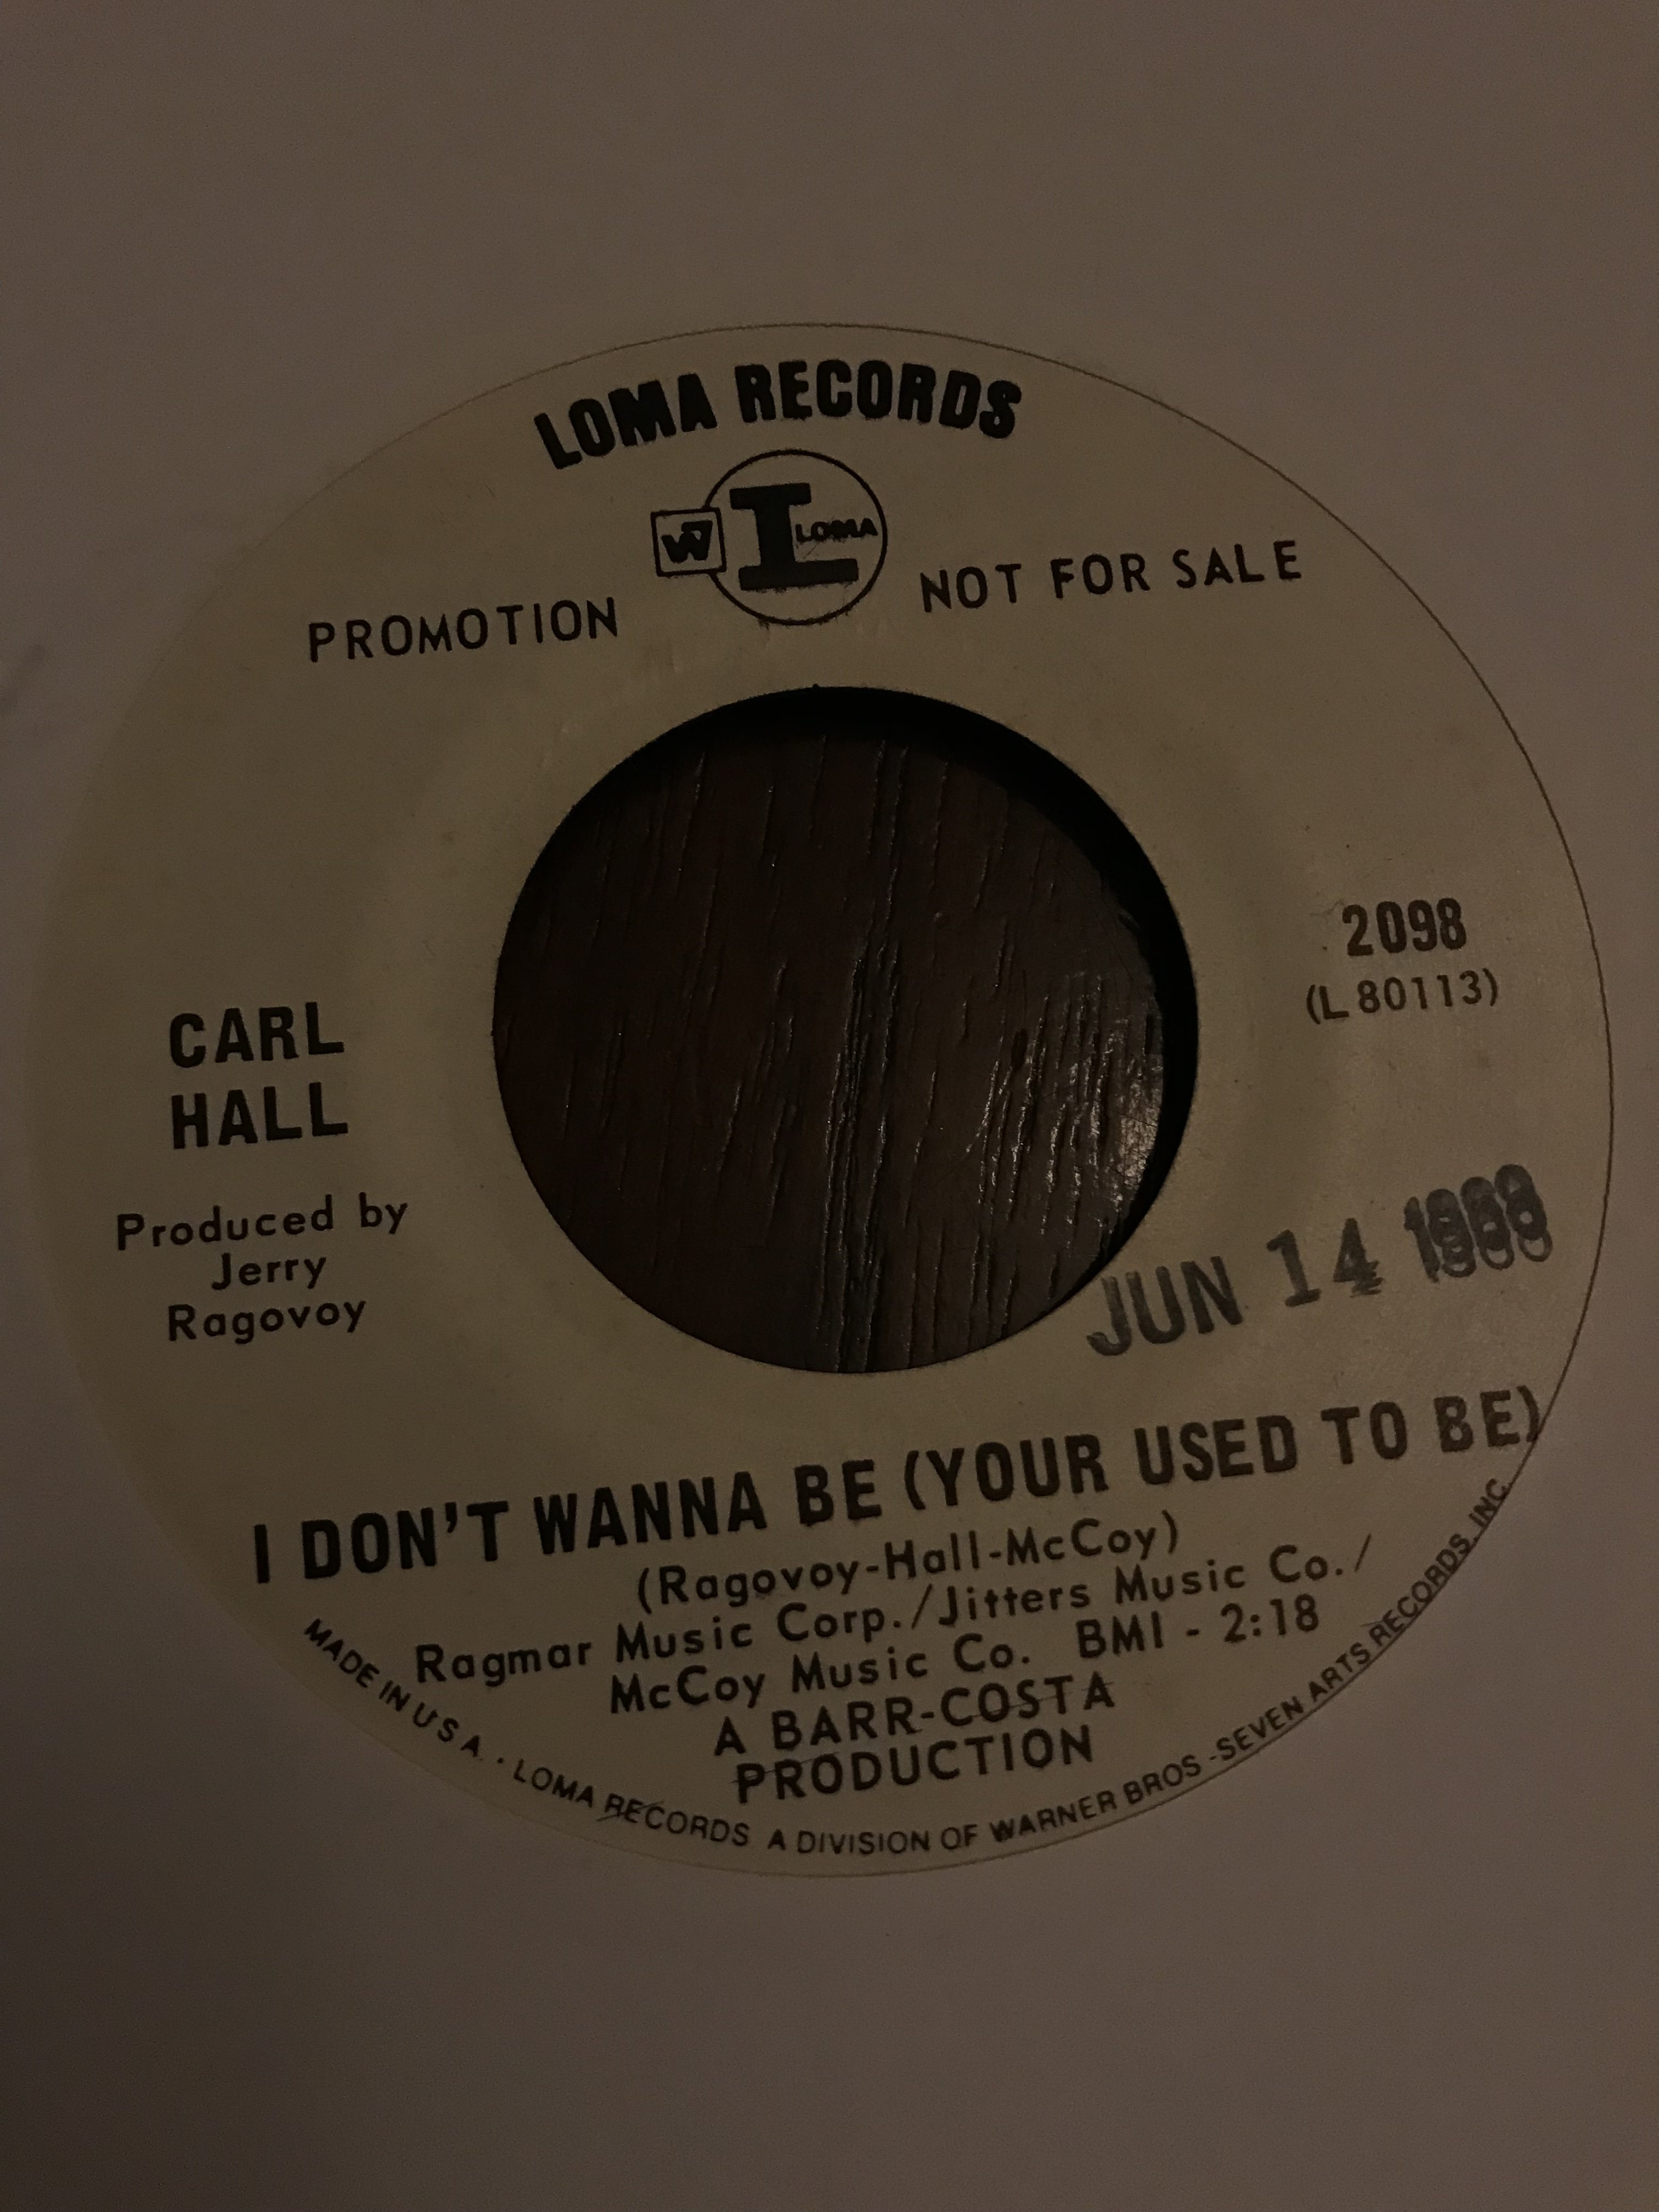 LOMA RECORDS
W
LOMA
PROMOTION
NOT FOR SALE
2098
(L 80113)
CARL
HALL
Produced by
Jerry
Ragovoy
JUN 14
I DON'T WANNA BE (YOUR USED TO BE)
(Ragovoy-Hall-McCoy)
Ragmar Music Corp./Jitters Music Co./
McCoy Music Co. BMI - 2:18
A BARR-COSTA
PRODUCTION
MADE IN U S A. · LOMA RECORDS A DIVISION OF WARNER BROS -SEVEN ARTS RECORDS, INC.